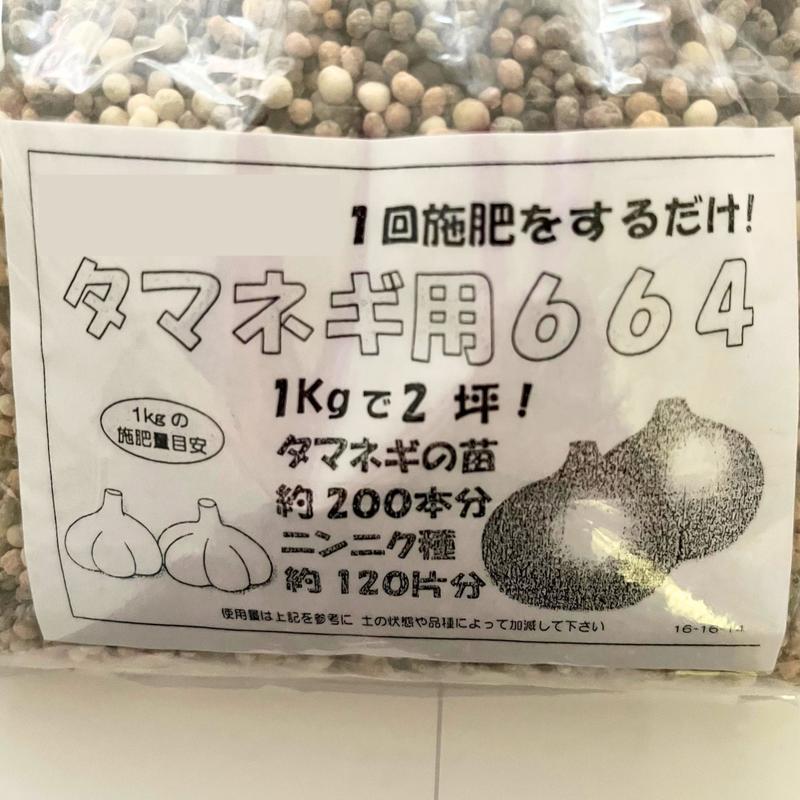 1回施肥をするだけ!
タマネギ用664
1Kgで2坪!
1kgの
施肥量目安
タマネギの苗
約200本分
ニンニク種
約120片分
使用量は上記を参考に 土の状態や品種によって加減して下さい
16-16-14